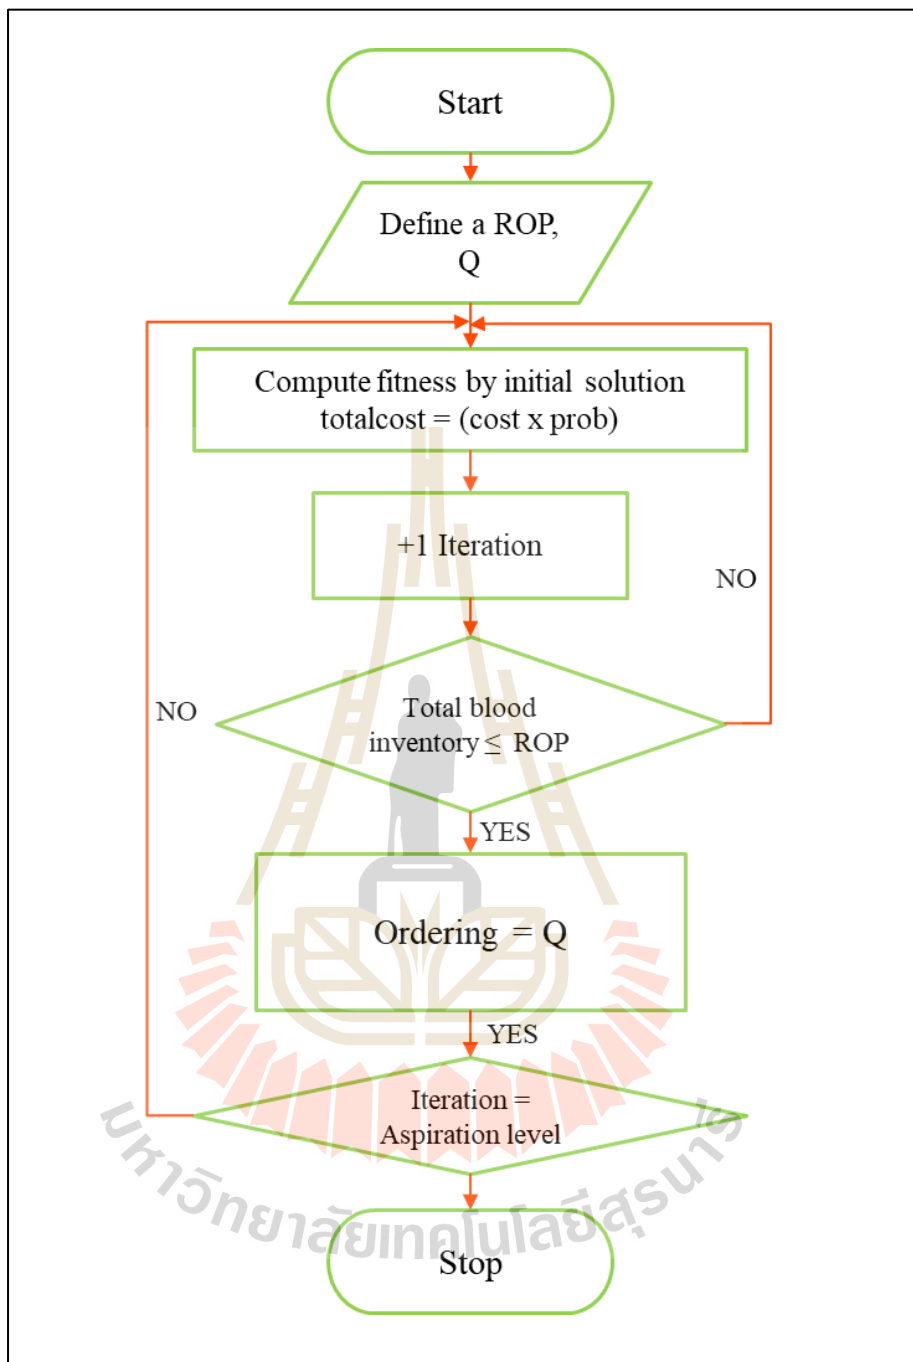 Start
Define a ROP,
Q
Compute fitness by initial solution
totalcost = (cost x prob)
+1 Iteration
NO
NO
Total blood
inventory ≤ ROP
YES
Ordering = Q
YES
Iteration =
Aspiration level
มหาวิทยาลัยเทคโนโลยีสุรนารี
Stop